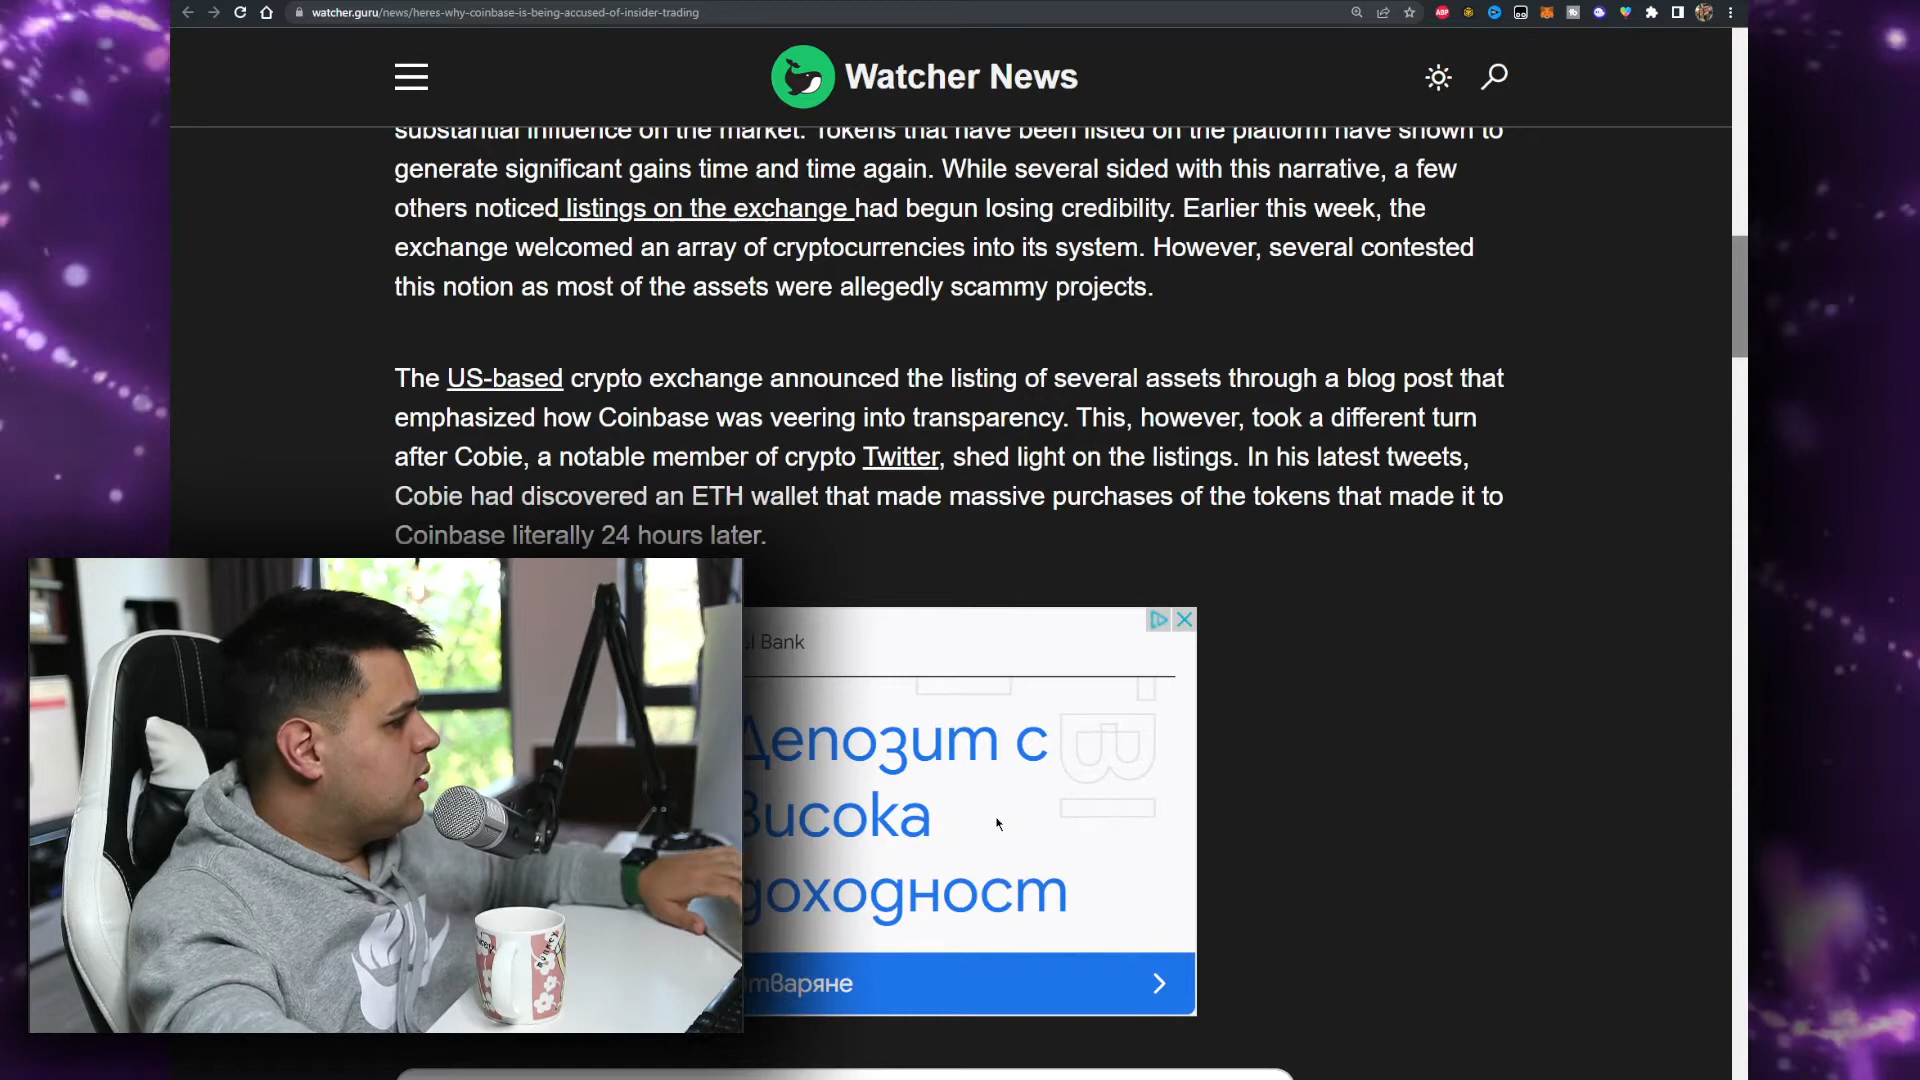 watcher.guru/news/heres-why-coinbase-is-being-accused-of-insider-trading
ABP
Watcher News
substantial influence on the market. Tokens that have been listed on the platform have shown to
generate significant gains time and time again. While several sided with this narrative, a few
others noticed listings on the exchange had begun losing credibility. Earlier this week, the
exchange welcomed an array of cryptocurrencies into its system. However, several contested
this notion as most of the assets were allegedly scammy projects.
The US-based crypto exchange announced the listing of several assets through a blog post that
emphasized how Coinbase was veering into transparency. This, however, took a different turn
after Cobie, a notable member of crypto Twitter, shed light on the listings. In his latest tweets,
Cobie had discovered an ETH wallet that made massive purchases of the tokens that made it to
Coinbase literally 24 hours later.
Bank
Депозит с
висока
доходност